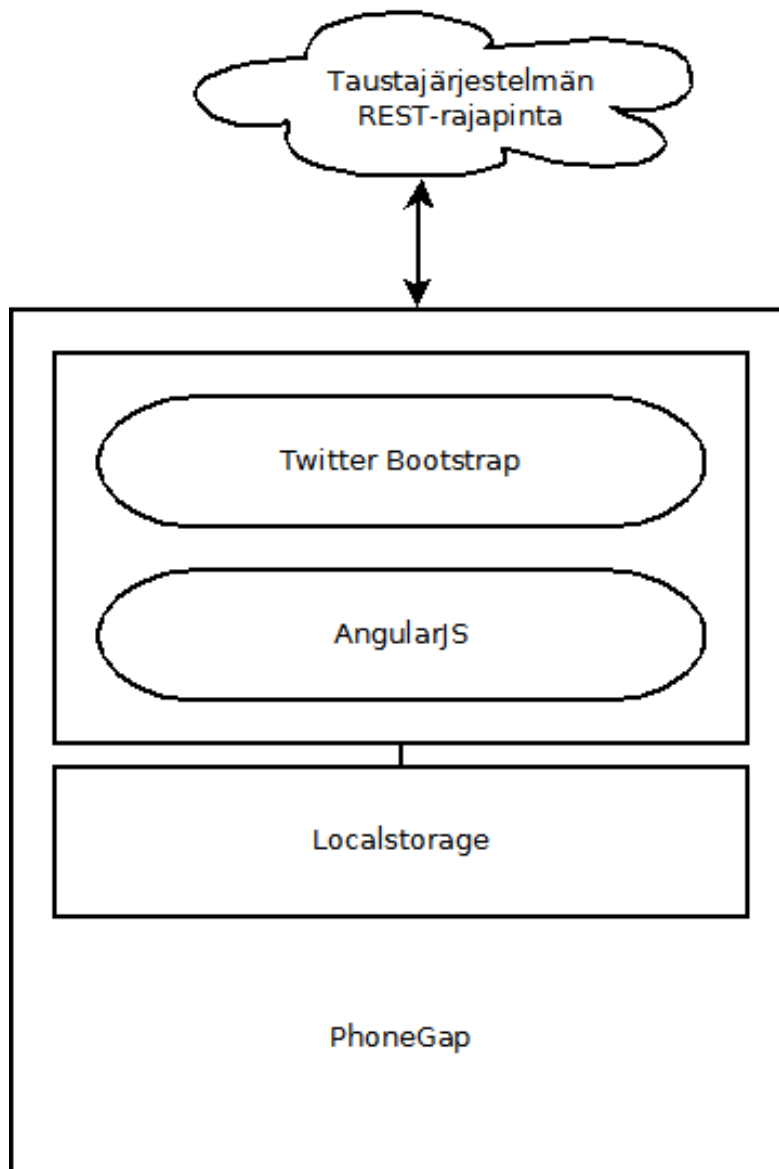 Taustajärjestelmän
REST-rajapinta
Twitter Bootstrap
AngularJS
Localstorage
PhoneGap